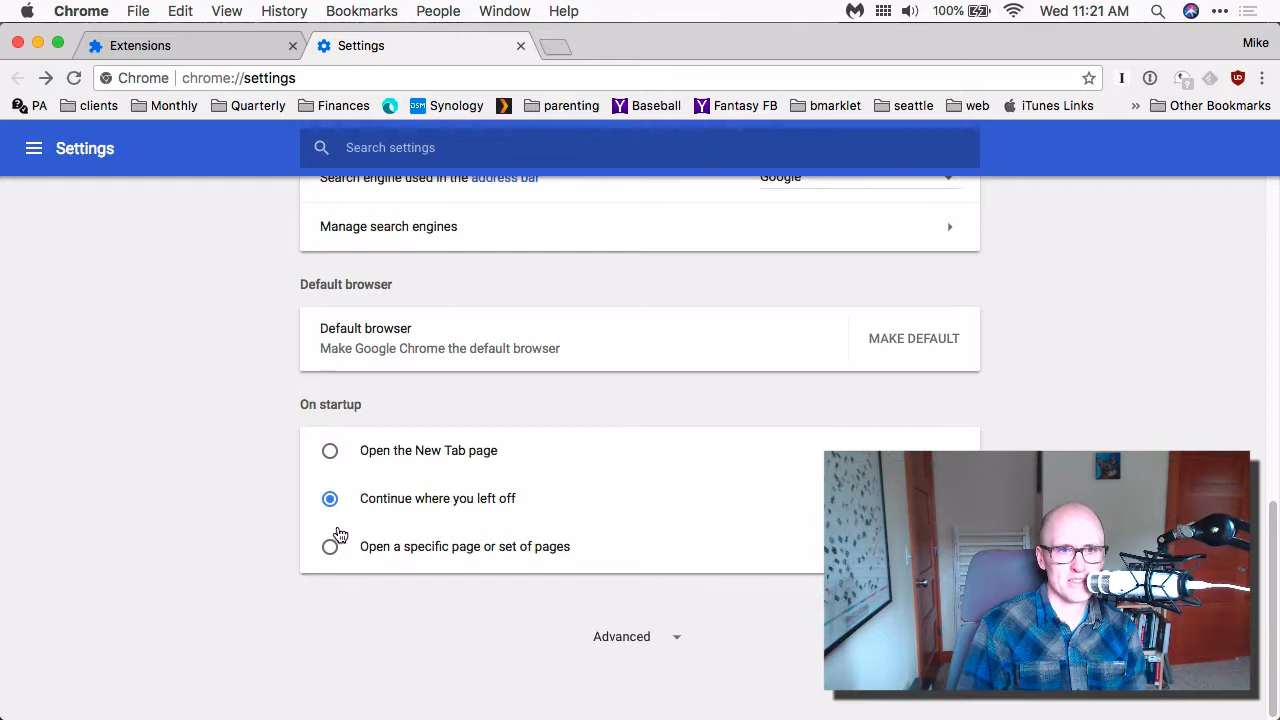 Chrome File Edit View History Bookmarks People Window Help 100% Wed 11:21 AM
Extensions Settings Mike
Chrome chrome://settings
PA clients Monthly Quarterly Finances DSM Synology parenting Baseball Fantasy FB bmarklet seattle web iTunes Links » Other Bookmarks
Settings Search settings
Search engine used in the address bar Google
Manage search engines
Default browser
Default browser
Make Google Chrome the default browser
MAKE DEFAULT
On startup
Open the New Tab page
Continue where you left off
Open a specific page or set of pages
Advanced